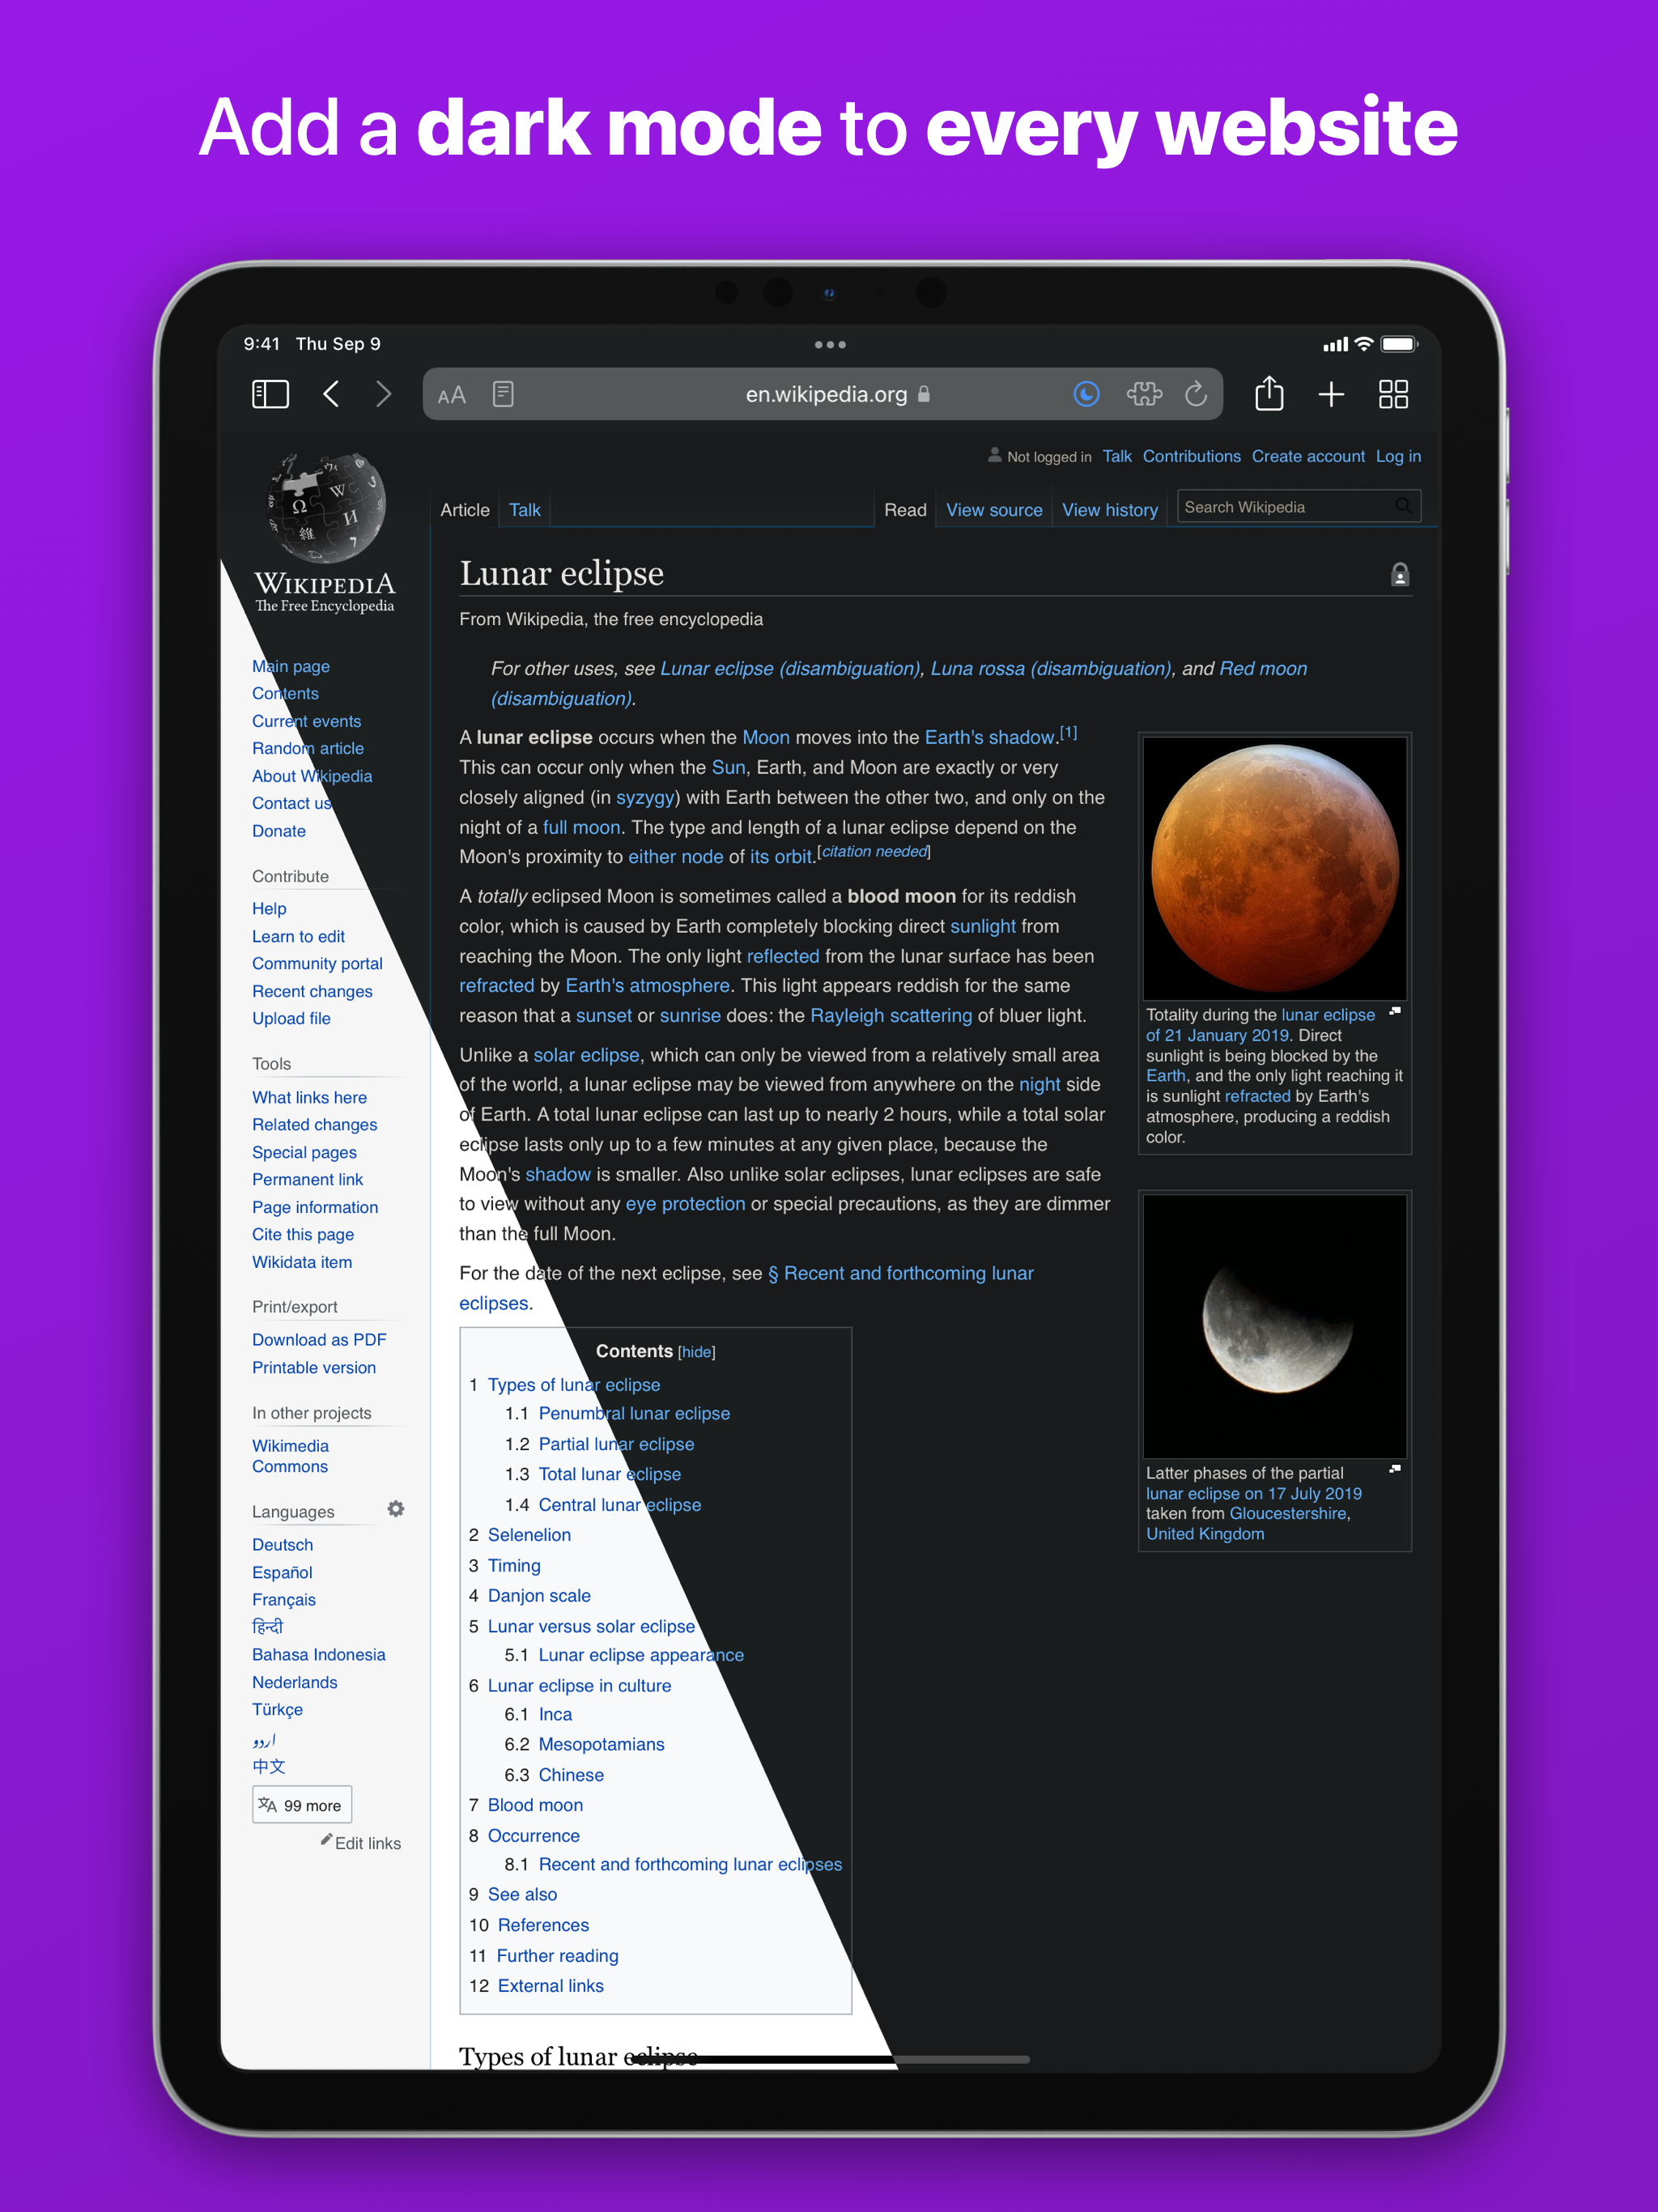 Add a dark mode to every website
9:41 Thu Sep 9
AA en.wikipedia.org
Not logged in Talk Contributions Create account Log in
Article Talk Read View source View history Search Wikipedia
WIKIPEDIA
The Free Encyclopedia
Main page
Contents
Current events
Random article
About Wikipedia
Contact us
Donate
Contribute
Help
Learn to edit
Community portal
Recent changes
Upload file
Tools
What links here
Related changes
Special pages
Permanent link
Page information
Cite this page
Wikidata item
Print/export
Download as PDF
Printable version
In other projects
Wikimedia
Commons
Languages
Deutsch
Español
Français
हिन्दी
Bahasa Indonesia
Nederlands
Türkçe
اردو
中文
文A 99 more
Edit links
Lunar eclipse
From Wikipedia, the free encyclopedia
For other uses, see Lunar eclipse (disambiguation), Luna rossa (disambiguation), and Red moon
(disambiguation).
A lunar eclipse occurs when the Moon moves into the Earth's shadow.[1]
This can occur only when the Sun, Earth, and Moon are exactly or very
closely aligned (in syzygy) with Earth between the other two, and only on the
night of a full moon. The type and length of a lunar eclipse depend on the
Moon's proximity to either node of its orbit.[citation needed]
A totally eclipsed Moon is sometimes called a blood moon for its reddish
color, which is caused by Earth completely blocking direct sunlight from
reaching the Moon. The only light reflected from the lunar surface has been
refracted by Earth's atmosphere. This light appears reddish for the same
reason that a sunset or sunrise does: the Rayleigh scattering of bluer light.
Unlike a solar eclipse, which can only be viewed from a relatively small area
of the world, a lunar eclipse may be viewed from anywhere on the night side
of Earth. A total lunar eclipse can last up to nearly 2 hours, while a total solar
eclipse lasts only up to a few minutes at any given place, because the
Moon's shadow is smaller. Also unlike solar eclipses, lunar eclipses are safe
to view without any eye protection or special precautions, as they are dimmer
than the full Moon.
For the date of the next eclipse, see § Recent and forthcoming lunar
eclipses.
Contents [hide]
1 Types of lunar eclipse
1.1 Penumbral lunar eclipse
1.2 Partial lunar eclipse
1.3 Total lunar eclipse
1.4 Central lunar eclipse
2 Selenelion
3 Timing
4 Danjon scale
5 Lunar versus solar eclipse
5.1 Lunar eclipse appearance
6 Lunar eclipse in culture
6.1 Inca
6.2 Mesopotamians
6.3 Chinese
7 Blood moon
8 Occurrence
8.1 Recent and forthcoming lunar eclipses
9 See also
10 References
11 Further reading
12 External links
Types of lunar eclipse
Totality during the lunar eclipse
of 21 January 2019. Direct
sunlight is being blocked by the
Earth, and the only light reaching it
is sunlight refracted by Earth's
atmosphere, producing a reddish
color.
Latter phases of the partial
lunar eclipse on 17 July 2019
taken from Gloucestershire,
United Kingdom